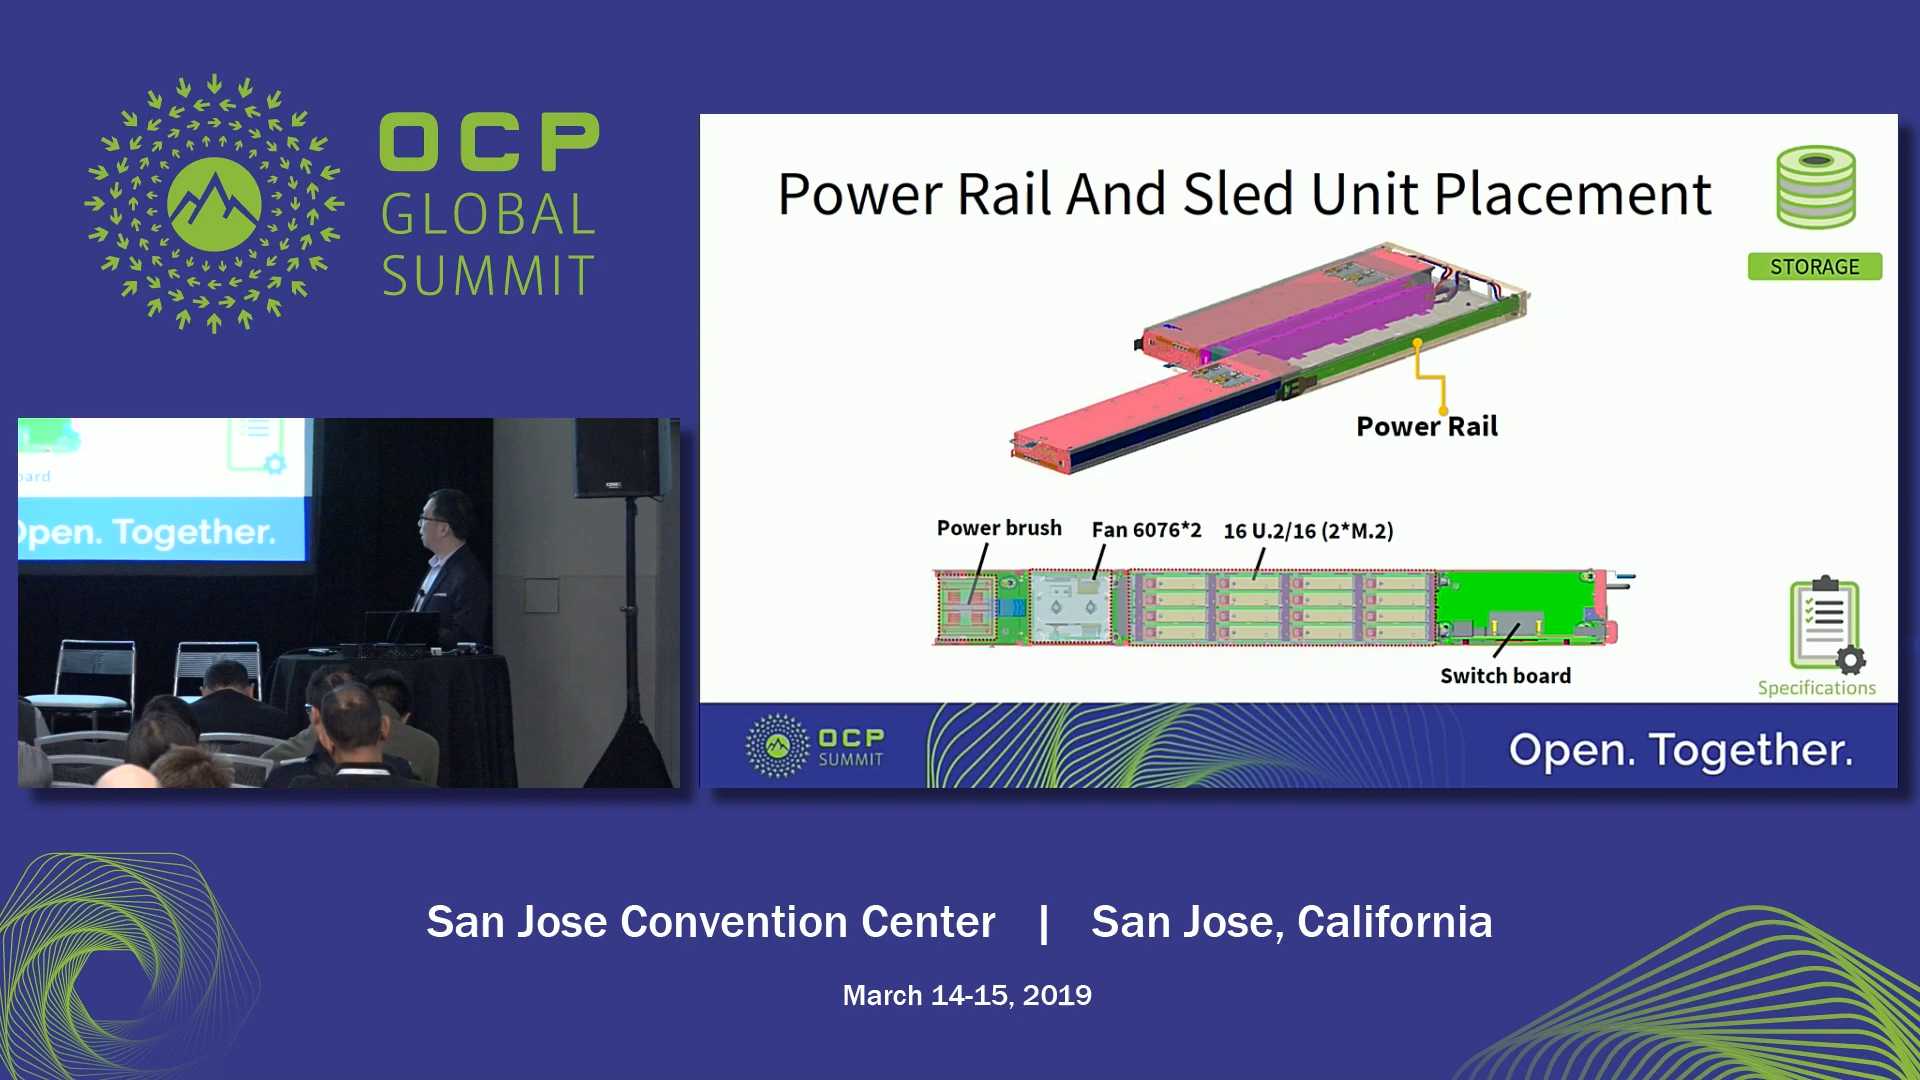 OCP
GLOBAL
SUMMIT
Power Rail And Sled Unit Placement
STORAGE
Power Rail
Power brush
Fan 6076*2
16 U.2/16 (2*M.2)
Switch board
Specifications
OCP
SUMMIT
Open. Together.
oard
Open. Together.
San Jose Convention Center | San Jose, California
March 14-15, 2019